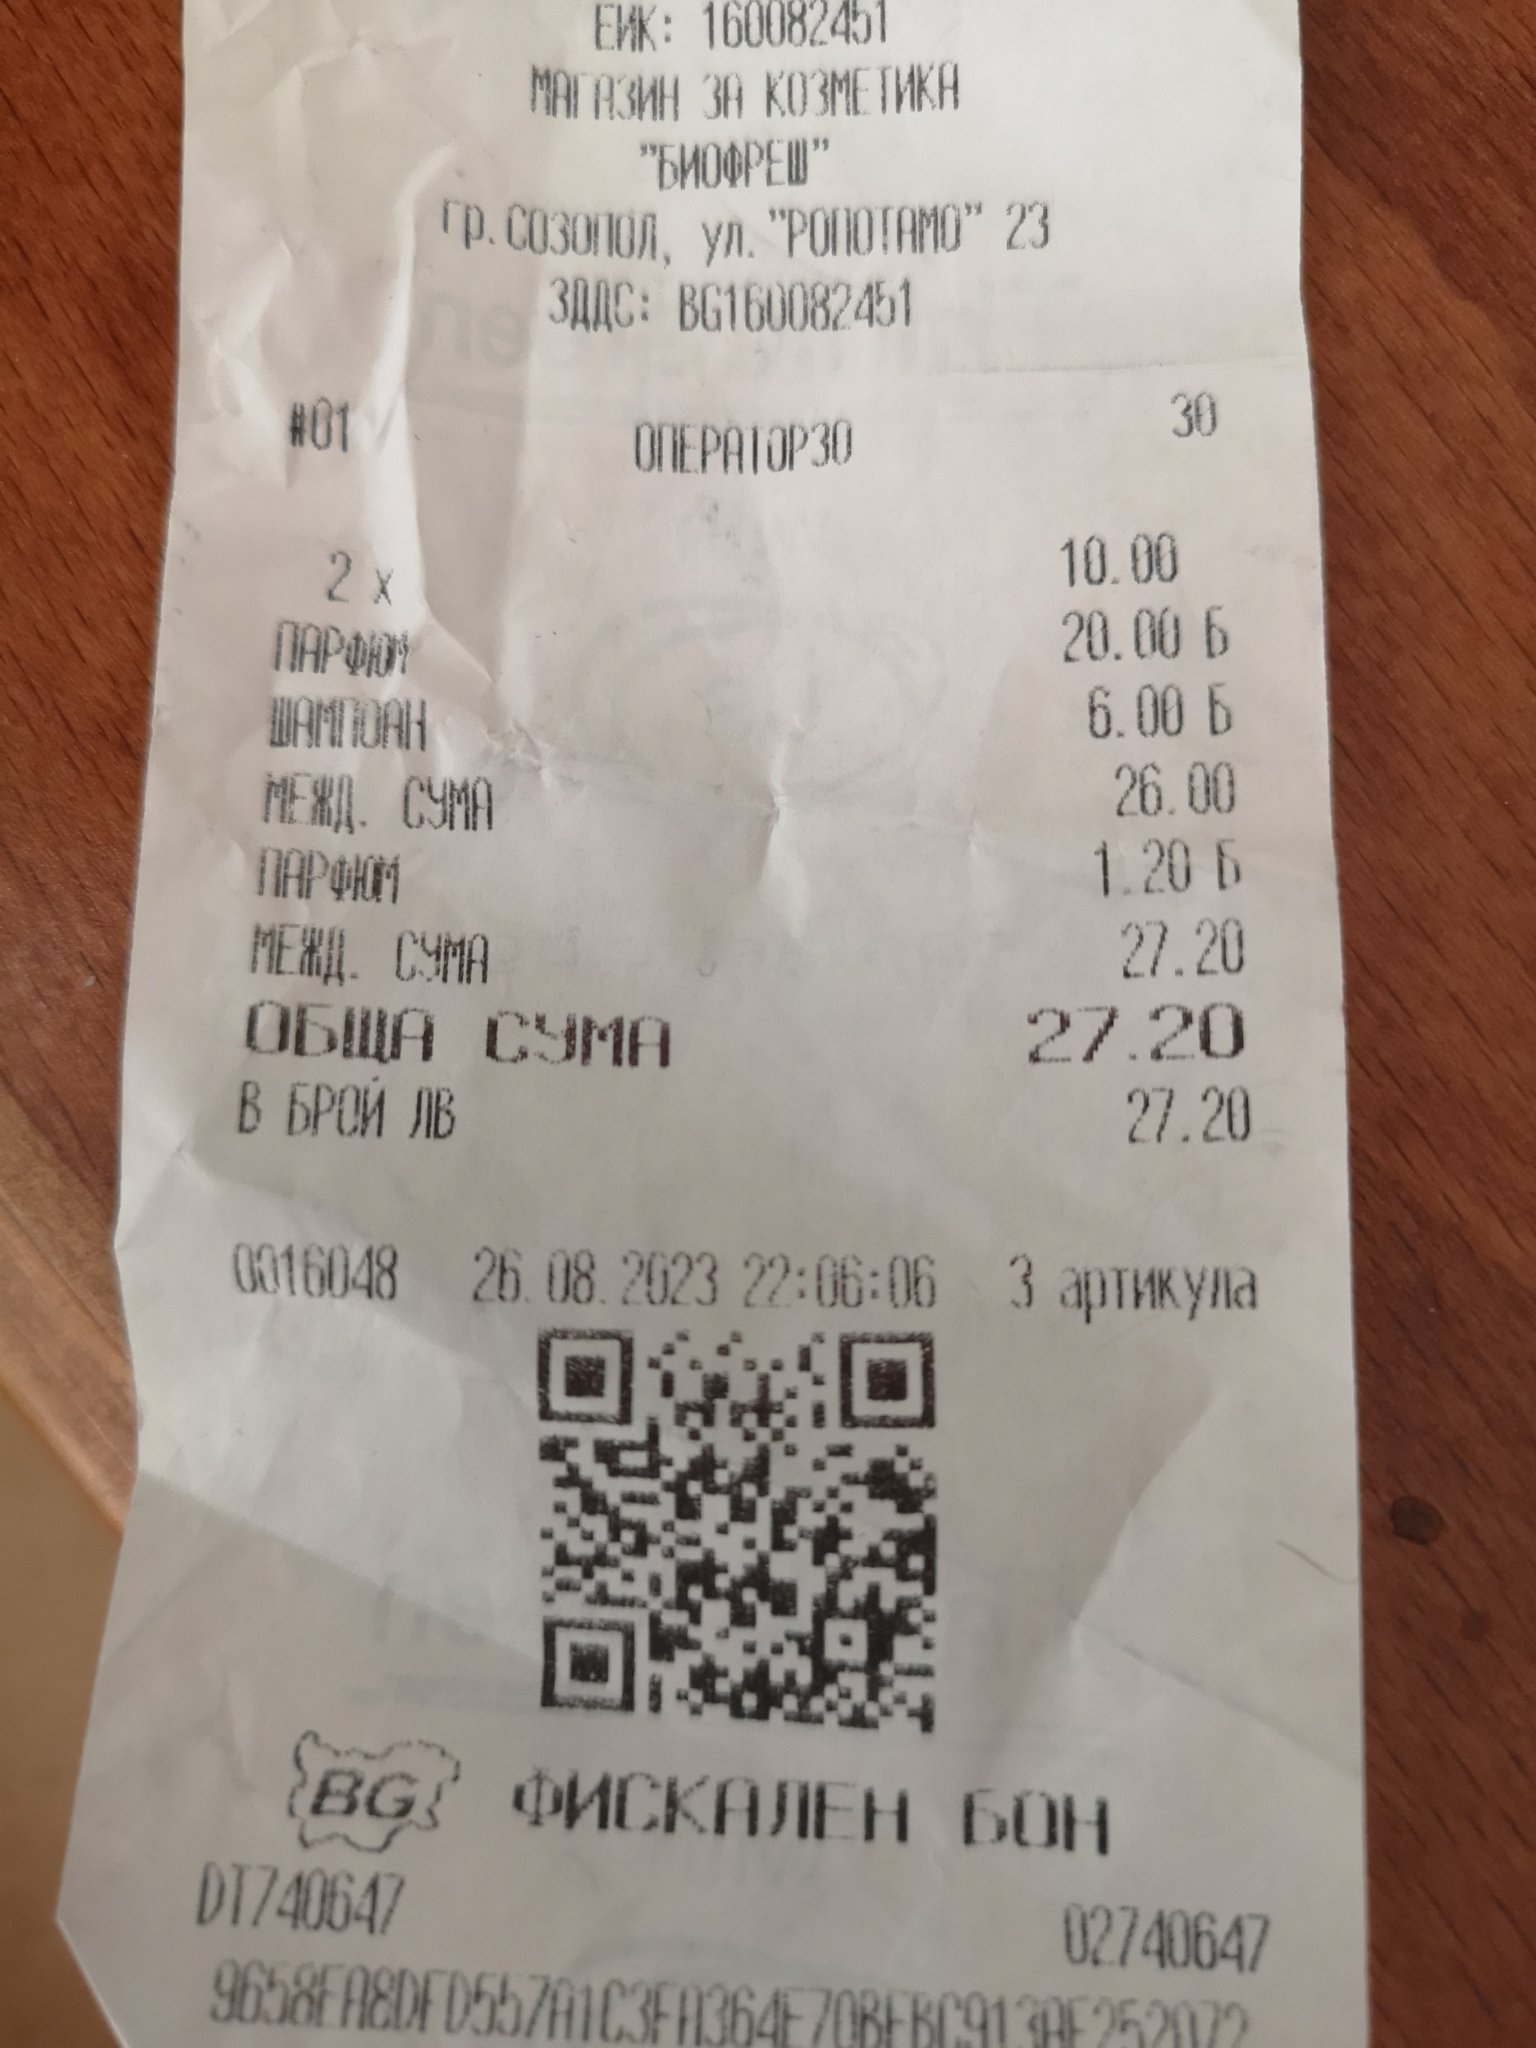 ЕИК: 160082451
МАГАЗИН ЗА КОЗМЕТИКА
"БИОФРЕШ"
гр.СОЗОПОЛ, ул."РОПОТАМО" 23
ЗДДС: BG160082451
#01 ОПЕРАТОР30 30
2 x 10.00
ПАРФЮМ 20.00 Б
ШАМПОАН 6.00 Б
МЕЖД. СУМА 26.00
ПАРФЮМ 1.20 Б
МЕЖД. СУМА 27.20
ОБЩА СУМА 27.20
В БРОЙ ЛВ 27.20
0016048 26.08.2023 22:06:06 3 артикула
BG ФИСКАЛЕН БОН
DT740647 02740647